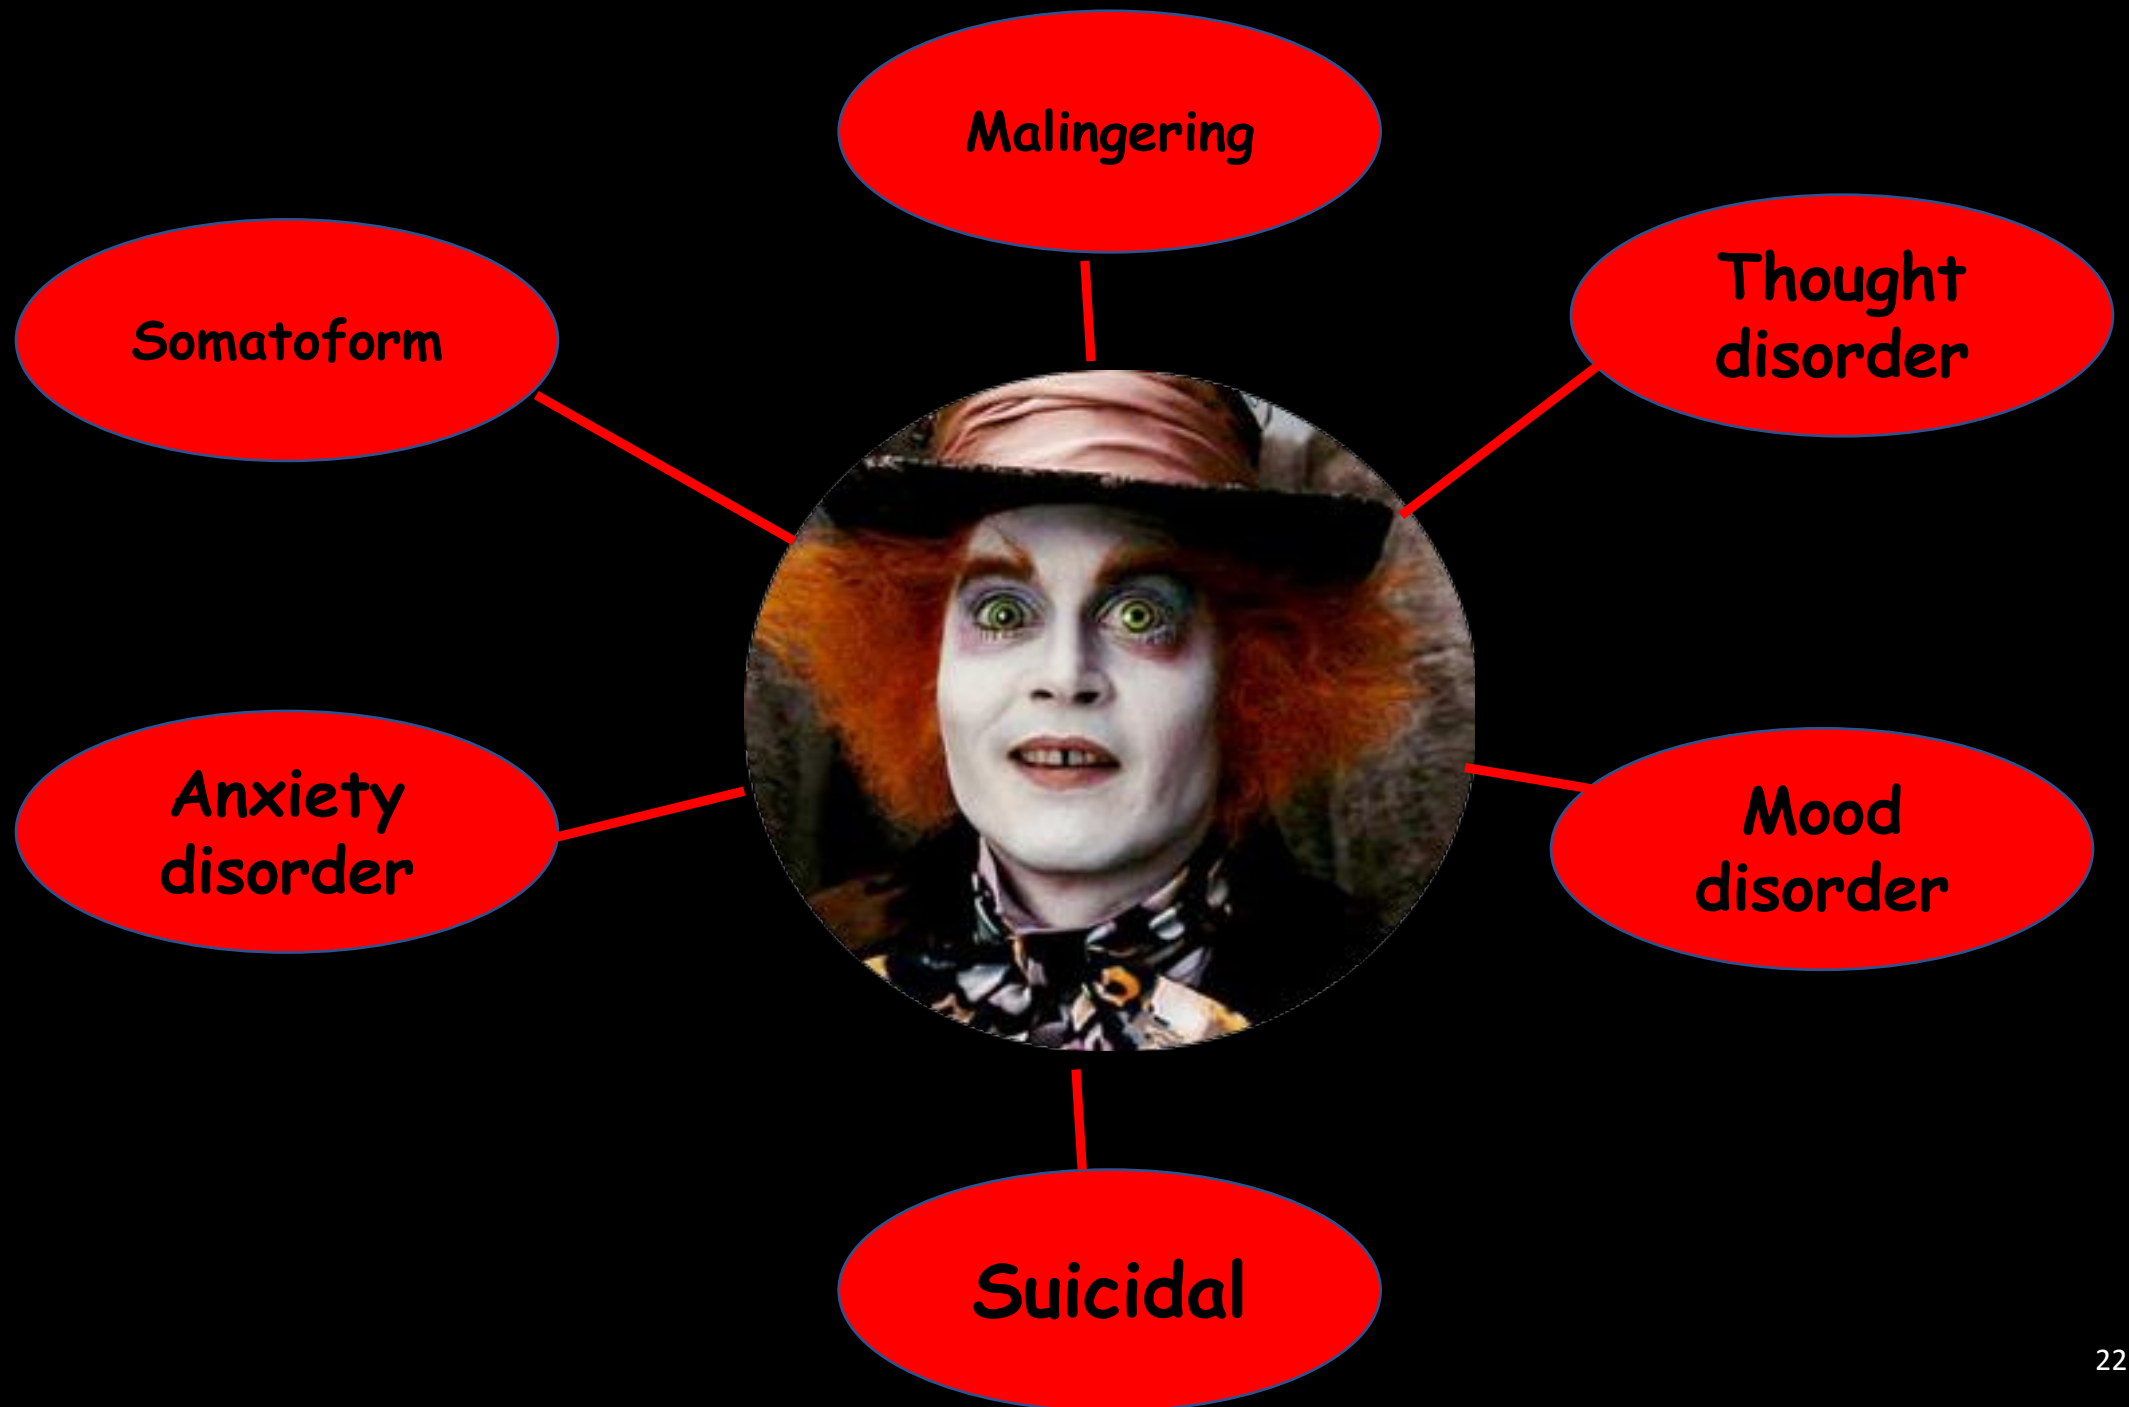 Malingering
Thought
disorder
Somatoform
Anxiety
disorder
Mood
disorder
Suicidal
22